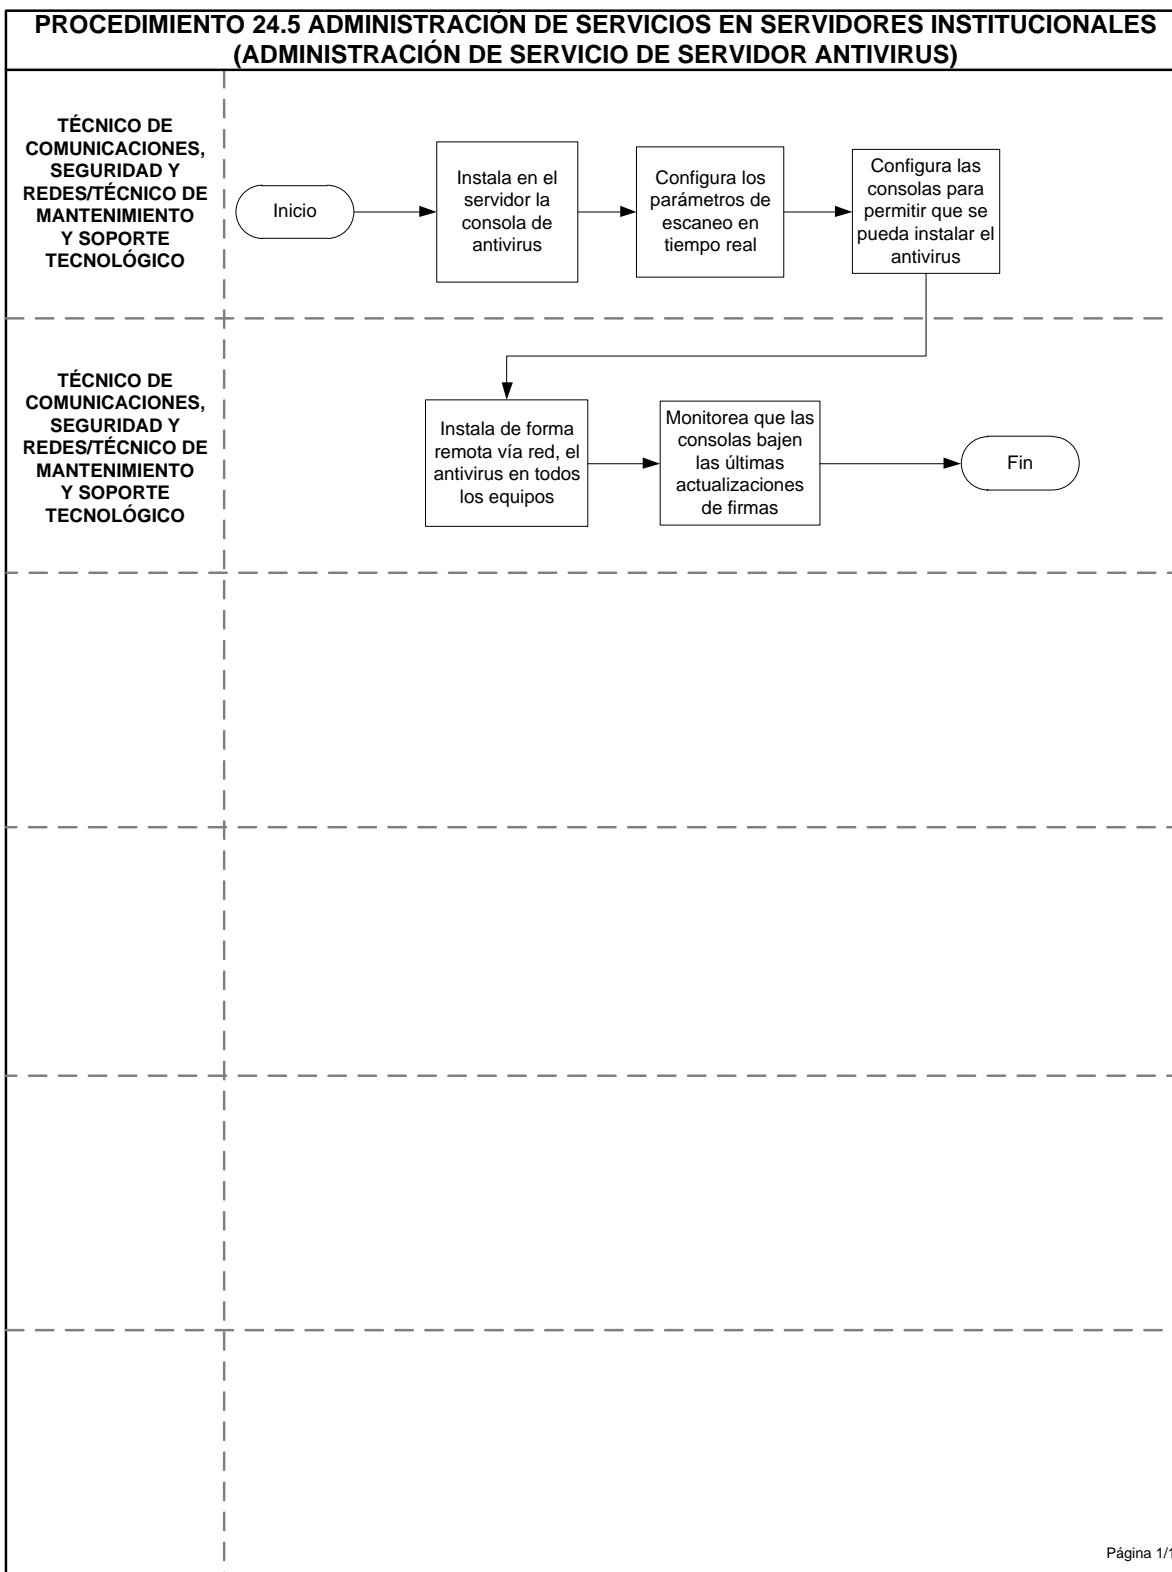 PROCEDIMIENTO 24.5 ADMINISTRACIÓN DE SERVICIOS EN SERVIDORES INSTITUCIONALES
(ADMINISTRACIÓN DE SERVICIO DE SERVIDOR ANTIVIRUS)
TÉCNICO DE
COMUNICACIONES,
SEGURIDAD Y
REDES/TÉCNICO DE
MANTENIMIENTO
Y SOPORTE
TECNOLÓGICO
Inicio
Instala en el
servidor la
consola de
antivirus
Configura los
parámetros de
escaneo en
tiempo real
Configura las
consolas para
permitir que se
pueda instalar el
antivirus
TÉCNICO DE
COMUNICACIONES,
SEGURIDAD Y
REDES/TÉCNICO DE
MANTENIMIENTO
Y SOPORTE
TECNOLÓGICO
Instala de forma
remota vía red, el
antivirus en todos
los equipos
Monitorea que las
consolas bajen
las últimas
actualizaciones
de firmas
Fin
Página 1/1